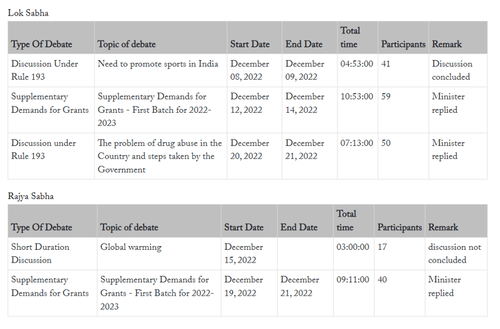 Lok Sabha
Type Of Debate Topic of debate Start Date End Date Total time Participants Remark
Discussion Under Rule 193 Need to promote sports in India December 08, 2022 December 09, 2022 04:53:00 41 Discussion concluded
Supplementary Demands for Grants Supplementary Demands for Grants - First Batch for 2022-2023 December 12, 2022 December 14, 2022 10:53:00 59 Minister replied
Discussion under Rule 193 The problem of drug abuse in the Country and steps taken by the Government December 20, 2022 December 21, 2022 07:13:00 50 Minister replied
Rajya Sabha
Type Of Debate Topic of debate Start Date End Date Total time Participants Remark
Short Duration Discussion Global warming December 15, 2022 03:00:00 17 discussion not concluded
Supplementary Demands for Grants Supplementary Demands for Grants - First Batch for 2022-2023 December 19, 2022 December 21, 2022 09:11:00 40 Minister replied